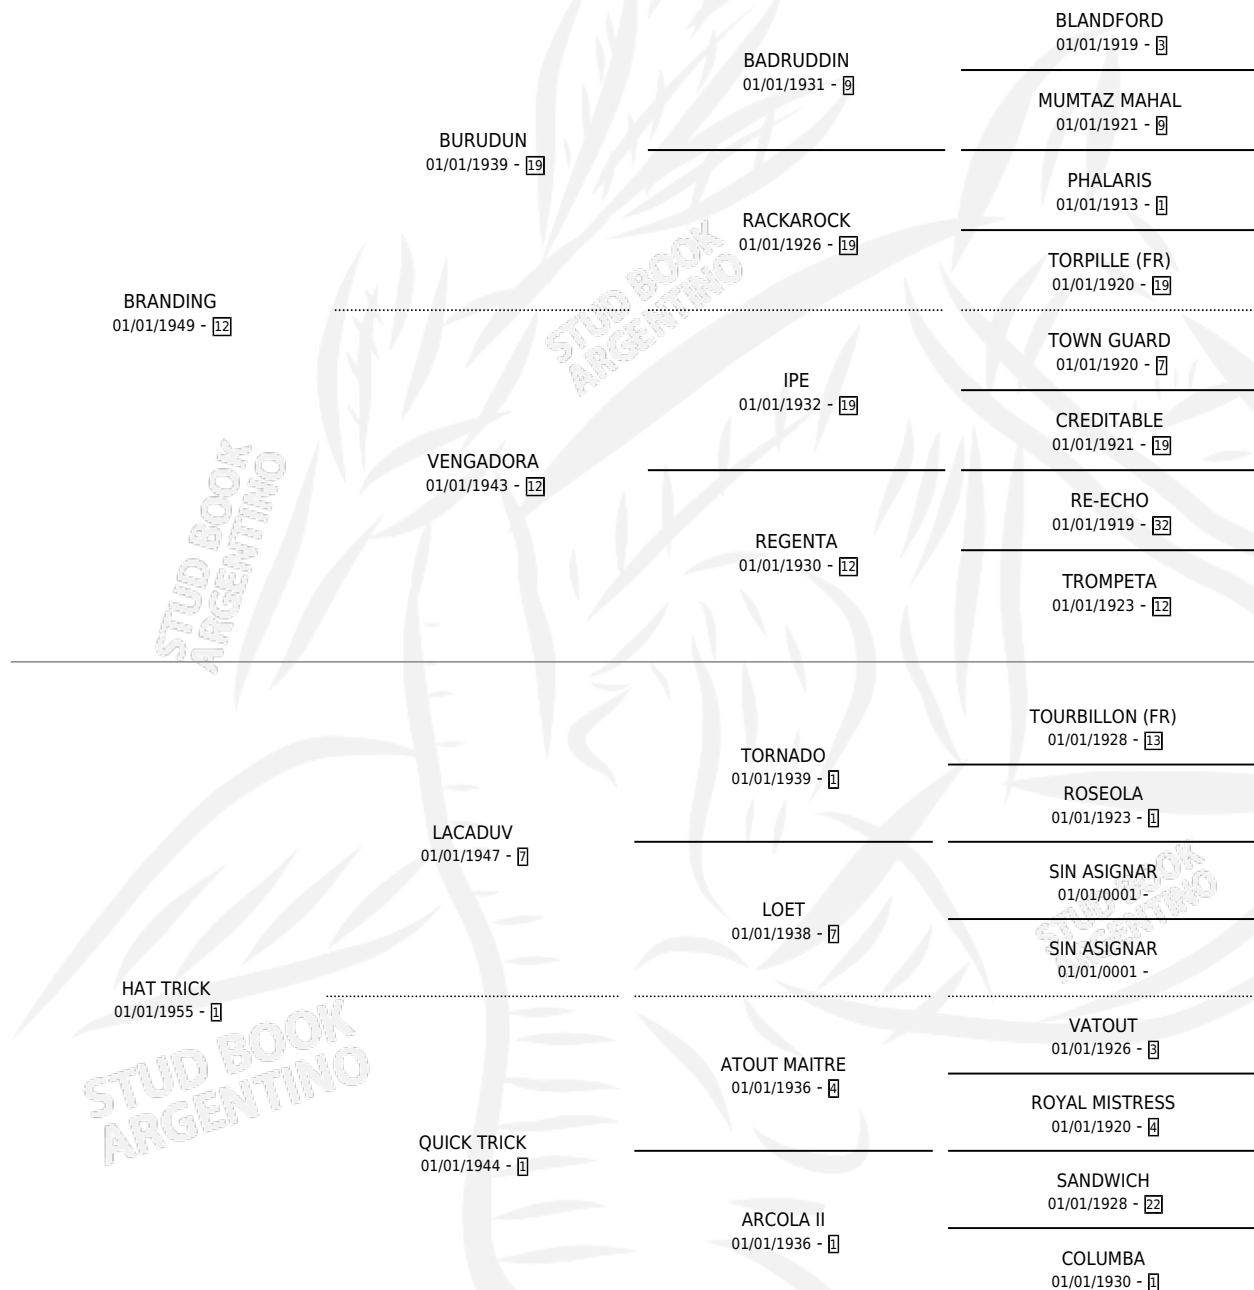 BLANDFORD
01/01/1919 - 3
BADRUDDIN
01/01/1931 - 9
MUMTAZ MAHAL
01/01/1921 - 9
BURUDUN
01/01/1939 - 19
PHALARIS
01/01/1913 - 1
RACKAROCK
01/01/1926 - 19
TORPILLE (FR)
01/01/1920 - 19
BRANDING
01/01/1949 - 12
TOWN GUARD
01/01/1920 - 7
IPE
01/01/1932 - 19
CREDITABLE
01/01/1921 - 19
VENGADORA
01/01/1943 - 12
RE-ECHO
01/01/1919 - 32
REGENTA
01/01/1930 - 12
TROMPETA
01/01/1923 - 12
TOURBILLON (FR)
01/01/1928 - 13
TORNADO
01/01/1939 - 1
ROSEOLA
01/01/1923 - 1
LACADUV
01/01/1947 - 7
SIN ASIGNAR
01/01/0001 -
LOET
01/01/1938 - 7
SIN ASIGNAR
01/01/0001 -
HAT TRICK
01/01/1955 - 1
VATOUT
01/01/1926 - 3
ATOUT MAITRE
01/01/1936 - 4
ROYAL MISTRESS
01/01/1920 - 4
QUICK TRICK
01/01/1944 - 1
SANDWICH
01/01/1928 - 22
ARCOLA II
01/01/1936 - 1
COLUMBA
01/01/1930 - 1
STUD BOOK
ARGENTINO
STUD BOOK
ARGENTINO
STUD BOOK
ARGENTINO
STUD BOOK
ARGENTINO